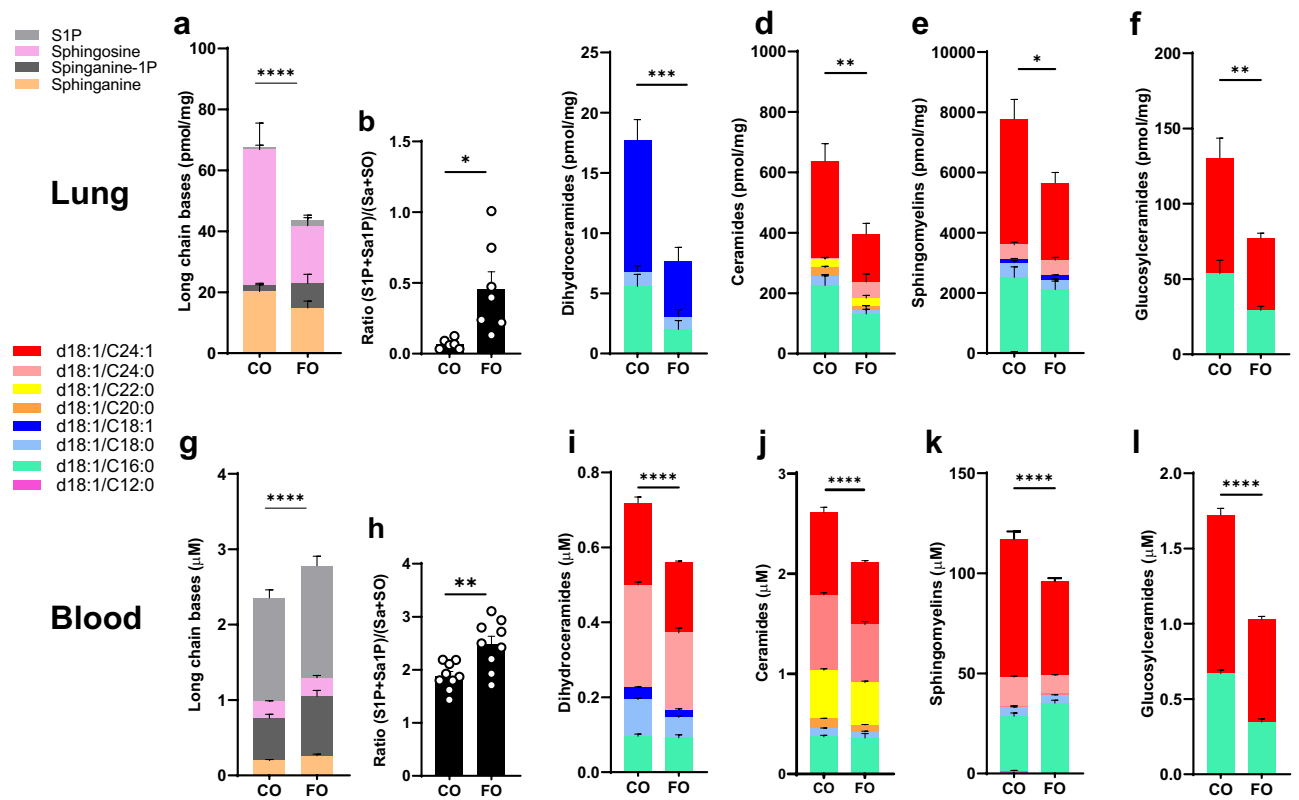 S1P
Sphingosine
Spinganine-1P
Sphinganine
Lung
a
Long chain bases (pmol/mg)
100
80
60
40
20
0
****
CO FO
b
Ratio (S1P+Sa1P)/(Sa+SO)
1.5
1.0
0.5
0.0
*
CO FO
Dihydroceramides (pmol/mg)
25
20
15
10
5
0
***
CO FO
d
Ceramides (pmol/mg)
1000
800
600
400
200
0
**
CO FO
e
Sphingomyelins (pmol/mg)
10000
8000
6000
4000
2000
0
*
CO FO
f
Glucosylceramides (pmol/mg)
200
150
100
50
0
**
CO FO
d18:1/C24:1
d18:1/C24:0
d18:1/C22:0
d18:1/C20:0
d18:1/C18:1
d18:1/C18:0
d18:1/C16:0
d18:1/C12:0
Blood
g
Long chain bases (μM)
4
3
2
1
0
****
CO FO
h
Ratio (S1P+Sa1P)/(Sa+SO)
4
3
2
1
0
**
CO FO
i
Dihydroceramides (μM)
0.8
0.6
0.4
0.2
0.0
****
CO FO
j
Ceramides (μM)
3
2
1
0
****
CO FO
k
Sphingomyelins (μM)
150
100
50
0
****
CO FO
l
Glucosylceramides (μM)
2.0
1.5
1.0
0.5
0.0
****
CO FO